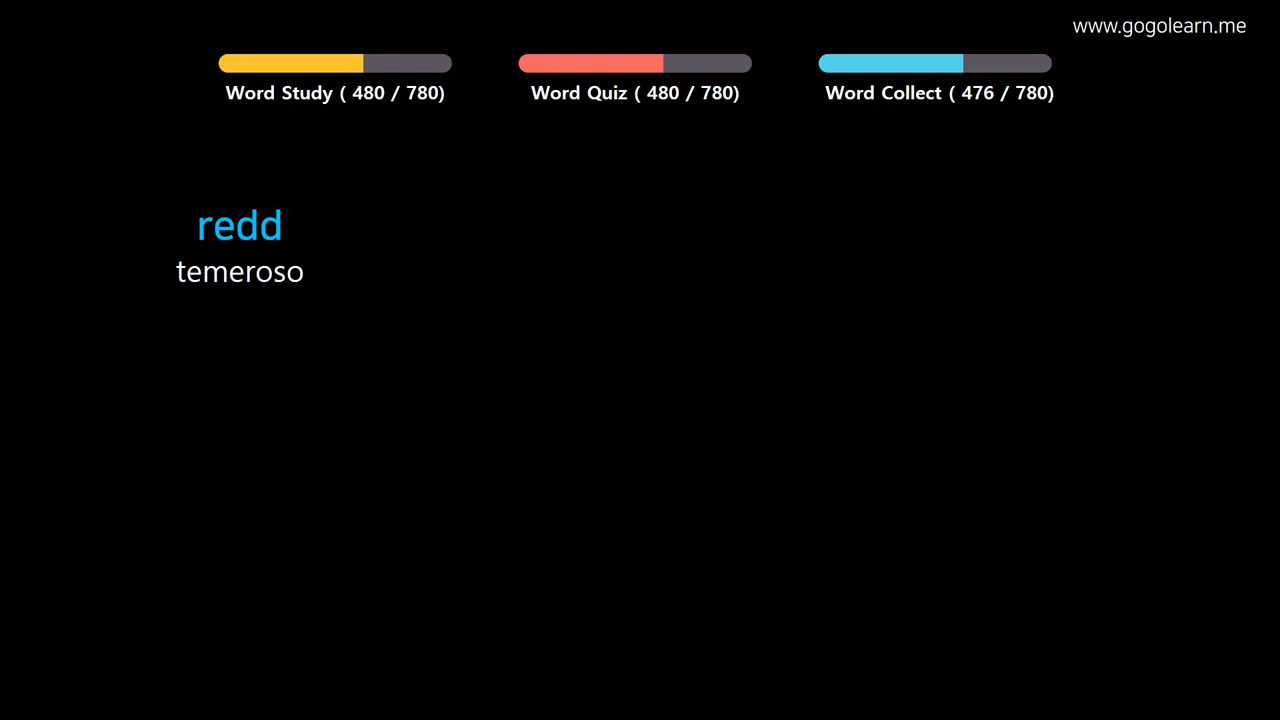 www.gogolearn.me
Word Study ( 480 / 780)
Word Quiz ( 480 / 780)
Word Collect ( 476 / 780)
redd
temeroso